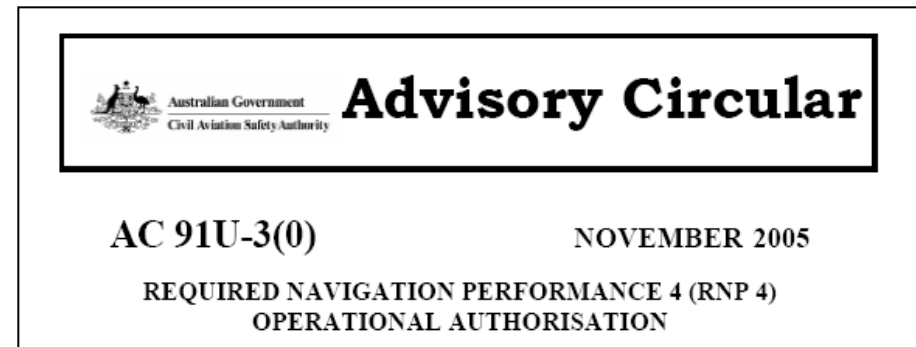 Australian Government
Civil Aviation Safety Authority
Advisory Circular
AC 91U-3(0) NOVEMBER 2005
REQUIRED NAVIGATION PERFORMANCE 4 (RNP 4)
OPERATIONAL AUTHORISATION